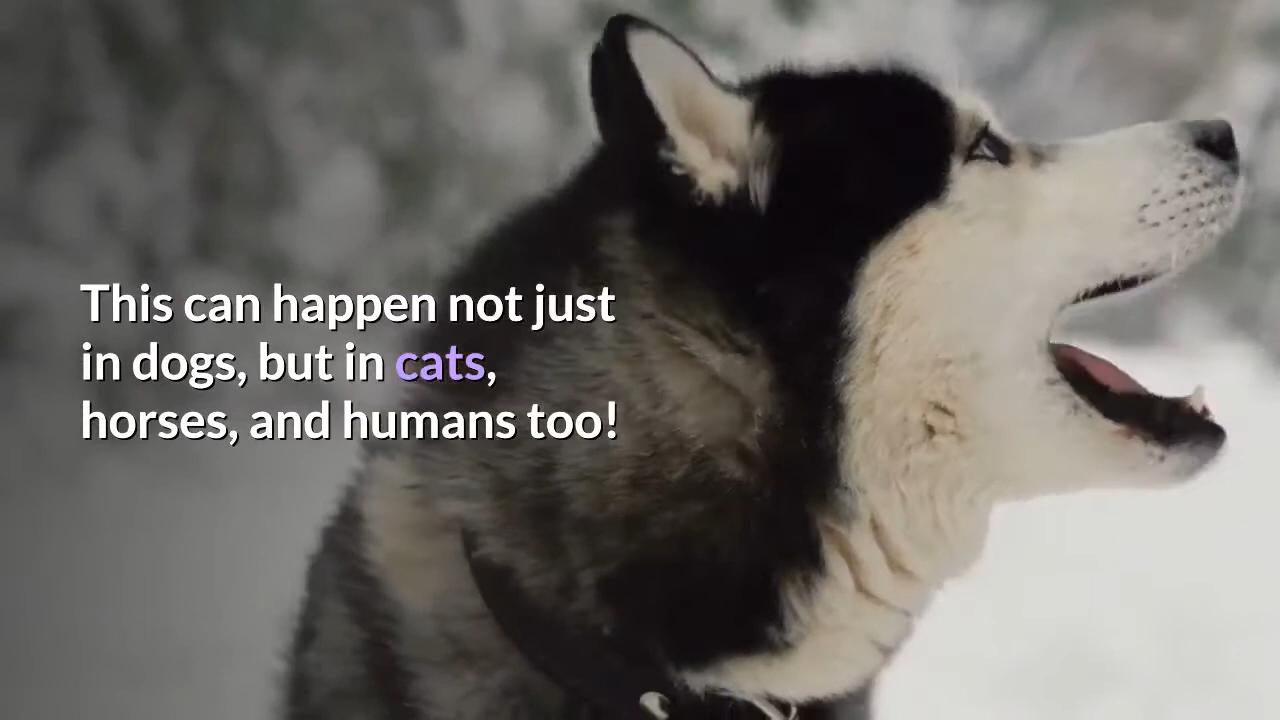 This can happen not just
in dogs, but in cats,
horses, and humans too!